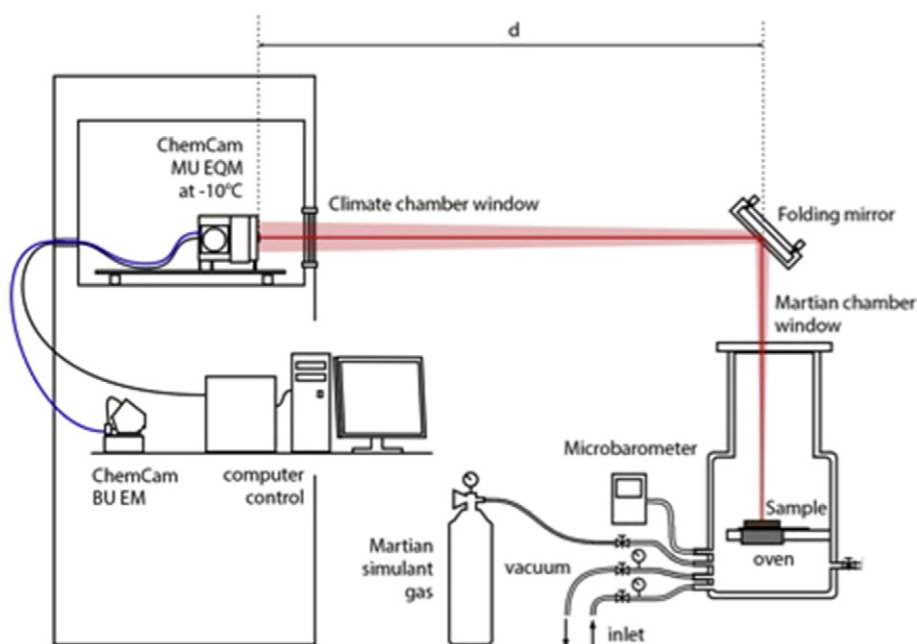 d
ChemCam
MU EQM
at -10°C
Climate chamber window
Folding mirror
Martian chamber
window
Microbarometer
ChemCam
BU EM
computer
control
Sample
oven
Martian
simulant
gas
vacuum
inlet